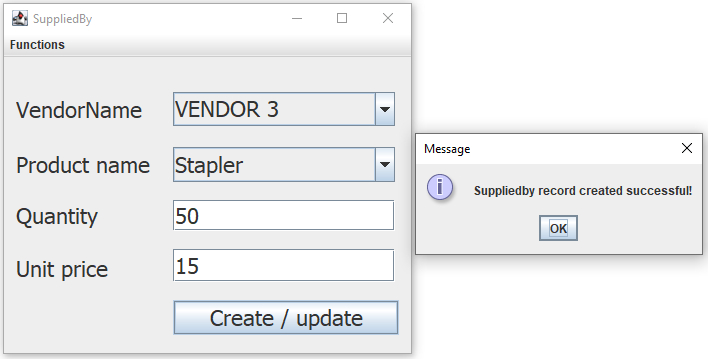 SuppliedBy
Functions
VendorName VENDOR 3
Product name Stapler
Quantity 50
Unit price 15
Create / update
Message
Suppliedby record created successful!
OK